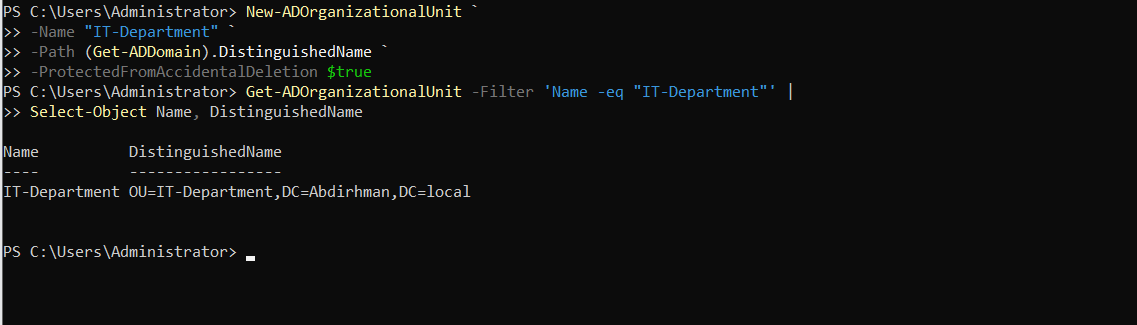 PS C:\Users\Administrator> New-ADOrganizationalUnit `
>> -Name "IT-Department" `
>> -Path (Get-ADDomain).DistinguishedName `
>> -ProtectedFromAccidentalDeletion $true
PS C:\Users\Administrator> Get-ADOrganizationalUnit -Filter 'Name -eq "IT-Department"' |
>> Select-Object Name, DistinguishedName
Name          DistinguishedName
----          -----------------
IT-Department OU=IT-Department,DC=Abdirhman,DC=local
PS C:\Users\Administrator>